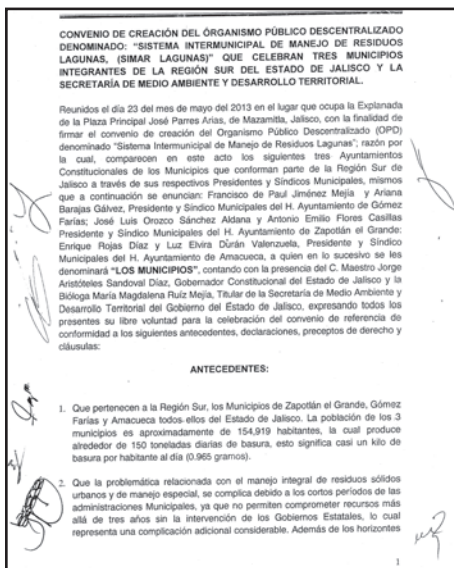 CONVENIO DE CREACIÓN DEL ÓRGANISMO PÚBLICO DESCENTRALIZADO
DENOMINADO: “SISTEMA INTERMUNICIPAL DE MANEJO DE RESIDUOS
LAGUNAS, (SIMAR LAGUNAS)” QUE CELEBRAN TRES MUNICIPIOS
INTEGRANTES DE LA REGIÓN SUR DEL ESTADO DE JALISCO Y LA
SECRETARÍA DE MEDIO AMBIENTE Y DESARROLLO TERRITORIAL.
Reunidos el día 23 del mes de mayo del 2013 en el lugar que ocupa la Explanada
de la Plaza Principal José Parres Arias, de Mazamitla, Jalisco, con la finalidad de
firmar el convenio de creación del Organismo Público Descentralizado (OPD)
denominado “Sistema Intermunicipal de Manejo de Residuos Lagunas”; razón por
la cual, comparecen en este acto los siguientes tres Ayuntamientos
Constitucionales de los Municipios que conforman parte de la Región Sur de
Jalisco a través de sus respectivos Presidentes y Síndicos Municipales, mismos
que a continuación se enuncian: Francisco de Paul Jiménez Mejía y Ariana
Barajas Gálvez, Presidente y Síndico Municipales del H. Ayuntamiento de Gómez
Farías; José Luis Orozco Sánchez Aldana y Antonio Emilio Flores Casillas
Presidente y Síndico Municipales del H. Ayuntamiento de Zapotlán el Grande:
Enrique Rojas Díaz y Luz Elvira Durán Valenzuela, Presidente y Síndico
Municipales del H. Ayuntamiento de Amacueca, a quien en lo sucesivo se les
denominará “LOS MUNICIPIOS”, contando con la presencia del C. Maestro Jorge
Aristóteles Sandoval Díaz, Gobernador Constitucional del Estado de Jalisco y la
Bióloga María Magdalena Ruíz Mejía, Titular de la Secretaría de Medio Ambiente y
Desarrollo Territorial del Gobierno del Estado de Jalisco, expresando todos los
presentes su libre voluntad para la celebración del convenio de referencia de
conformidad a los siguientes antecedentes, declaraciones, preceptos de derecho y
cláusulas:
ANTECEDENTES:
1. Que pertenecen a la Región Sur, los Municipios de Zapotlán el Grande, Gómez
Farías y Amacueca todos ellos del Estado de Jalisco. La población de los 3
municipios es aproximadamente de 154,919 habitantes, la cual produce
alrededor de 150 toneladas diarias de basura, esto significa casi un kilo de
basura por habitante al día (0.965 gramos).
2. Que la problemática relacionada con el manejo integral de residuos sólidos
urbanos y de manejo especial, se complica debido a los cortos períodos de las
administraciones Municipales, ya que no permiten comprometer recursos más
allá de tres años sin la intervención de los Gobiernos Estatales, lo cual
representa una complicación adicional considerable. Además de los horizontes
1